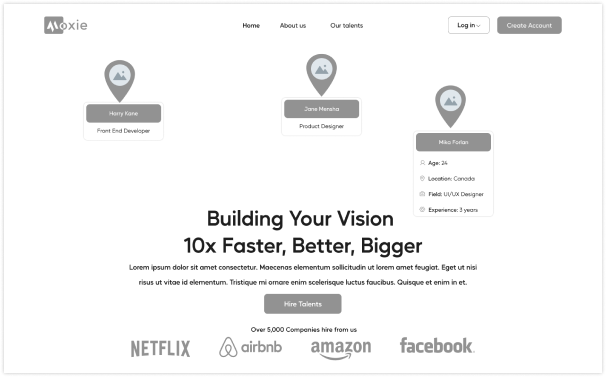 Moxie
Home About us Our talents Log in Create Account
Harry Kane
Front End Developer
Jane Mensina
Product Designer
Mika Forlan
Age: 24
Location: Canada
Field: UI/UX Designer
Experience: 3 years
Building Your Vision
10x Faster, Better, Bigger
Lorem ipsum dolor sit amet consectetur. Maecenas elementum sollicitudin ut lorem amet feugiat. Eget ut nisi
risus ut vitae id elementum. Tristique mi ornare enim scelerisque luctus faucibus. Quisque et enim in et.
Hire Talents
Over 5,000 Companies hire from us
NETFLIX airbnb amazon facebook.